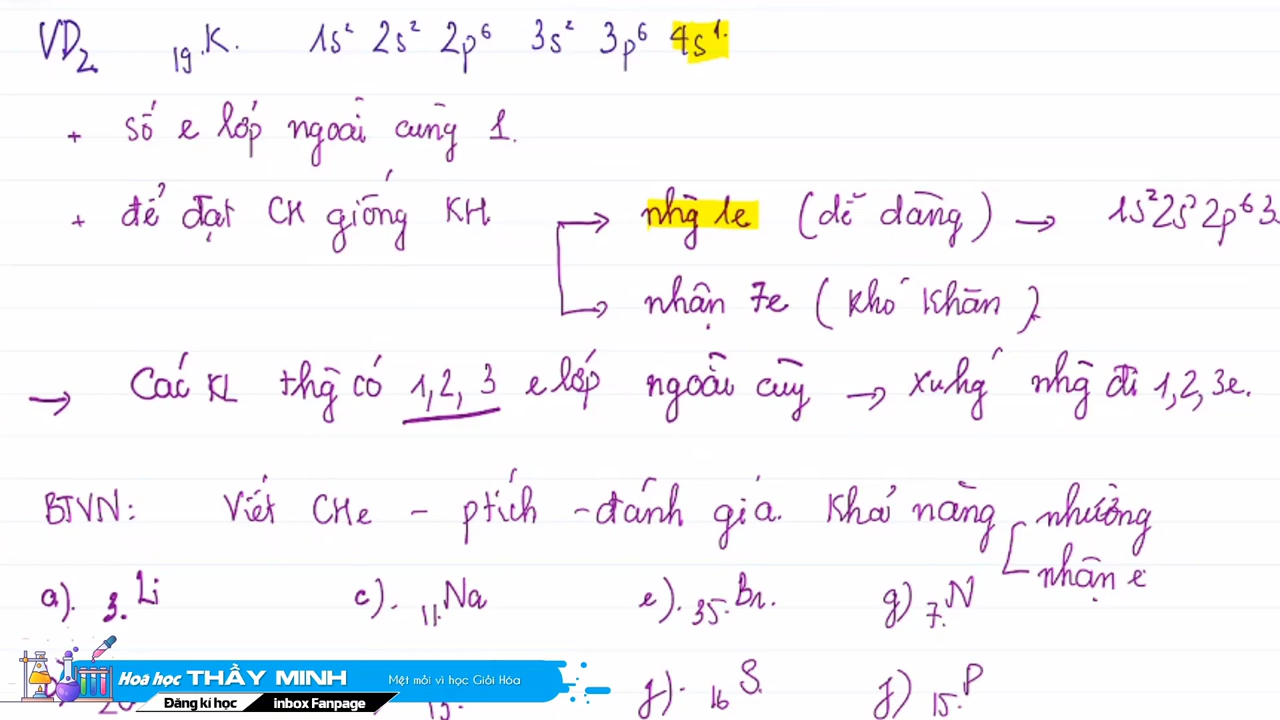 VD2. 19.K. 1s² 2s² 2p⁶ 3s² 3p⁶ 4s¹.
+ số e lớp ngoài cùng 1.
+ để đạt CH giống KH
→ nhg 1e (dễ dàng) → 1s²2s²2p⁶3s
→ nhận 7e (khó khăn).
→ Các KL thg có 1,2,3 e lớp ngoài cùg → xu hg nhg đi 1,2,3e.
BTVN: Viết CHe - ptích - đánh giá. Khả năng nhường
nhận e
a). 3.Li c). 11.Na e). 35.Br. g) 7.N
20 13. f). 16 S. f) 15.P
Hoá học THẦY MINH Mệt mỏi vì học Giỏi Hóa
Đăng kí học inbox Fanpage